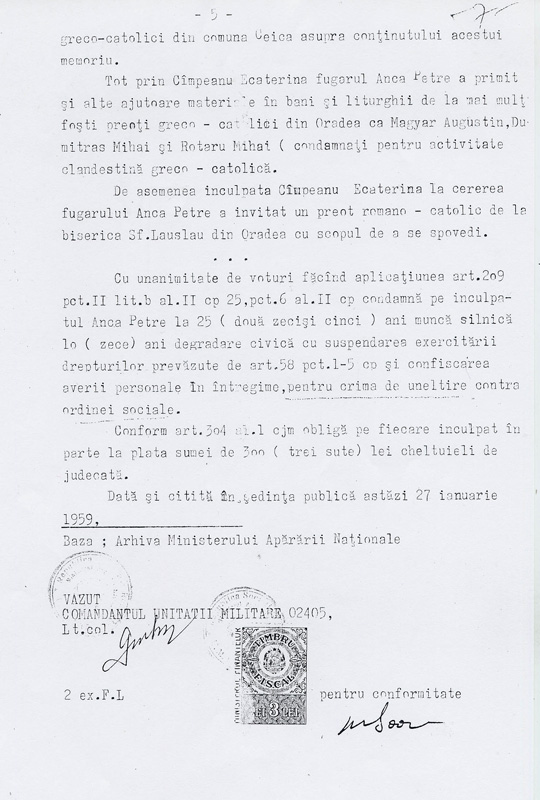 - 5 -
7
greco-catolici din comuna Ceica asupra conţinutului acestui
memoriu.
Tot prin Cîmpeanu Ecaterina fugarul Anca Petre a primit
şi alte ajutoare materiale în bani şi liturghii de la mai mulţi
foşti preoţi greco - catolici din Oradea ca Magyar Augustin,Du-
mitras Mihai şi Rotaru Mihai ( condamnaţi pentru activitate
clandestină greco - catolică.
De asemenea inculpata Cîmpeanu Ecaterina la cererea
fugarului Anca Petre a invitat un preot romano - catolic de la
biserica Sf.Lauslau din Oradea cu scopul de a se spovedi.
. . .
Cu unanimitate de voturi făcînd aplicaţiunea art.2o9
pct.II lit.b al.II cp 25,pct.6 al.II cp condamnă pe inculpa-
tul Anca Petre la 25 ( două zecişi cinci ) ani muncă silnică
lo ( zece) ani degradare civică cu suspendarea exercitării
drepturilor prevăzute de art.58 pct.1-5 cp şi confiscarea
averii personale în întregime,pentru crima de uneltire contra
ordinei sociale.
Conform art.3o4 al.1 cjm obligă pe fiecare inculpat în
parte la plata sumei de 3oo ( trei sute) lei cheltuieli de
judecată.
Dată şi citită în şedinţa publică astăzi 27 ianuarie
1959,
Baza ; Arhiva Ministerului Apărării Naţionale
VAZUT
COMANDANTUL UNITATII MILITARE 02405,
Lt.col.
TIMBRU
FISCAL
LEI 3 LEI
2 ex.F.L
pentru conformitate